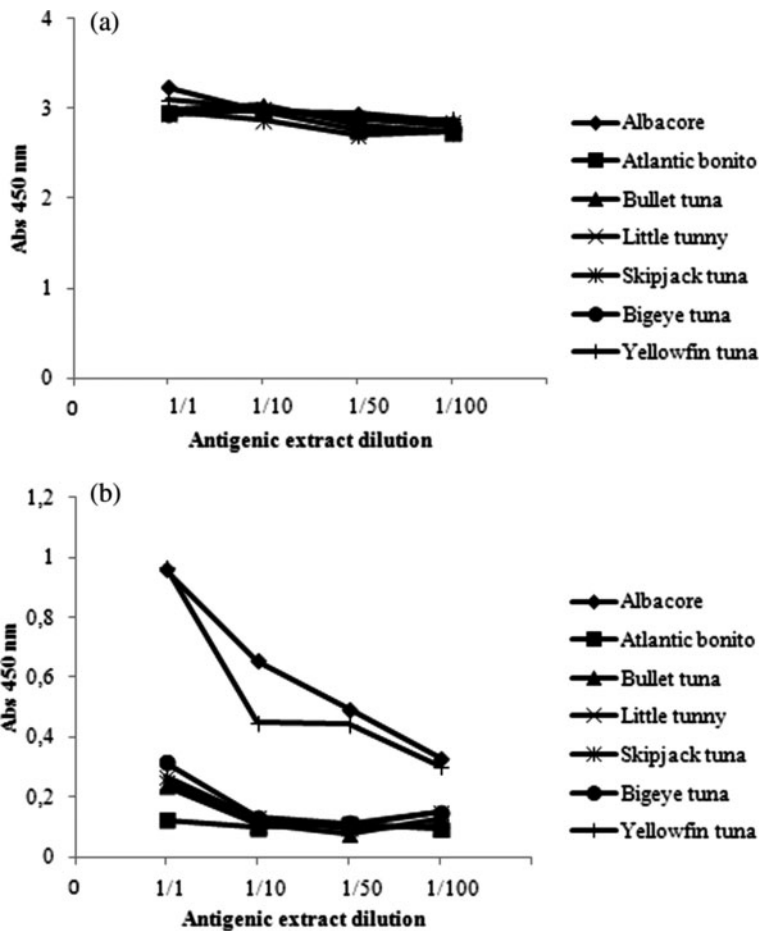 (a)
4
3
2
1
0
Abs 450 nm
0 1/1 1/10 1/50 1/100
Antigenic extract dilution
Albacore
Atlantic bonito
Bullet tuna
Little tunny
Skipjack tuna
Bigeye tuna
Yellowfin tuna
(b)
1,2
1
0,8
0,6
0,4
0,2
0
Abs 450 nm
0 1/1 1/10 1/50 1/100
Antigenic extract dilution
Albacore
Atlantic bonito
Bullet tuna
Little tunny
Skipjack tuna
Bigeye tuna
Yellowfin tuna